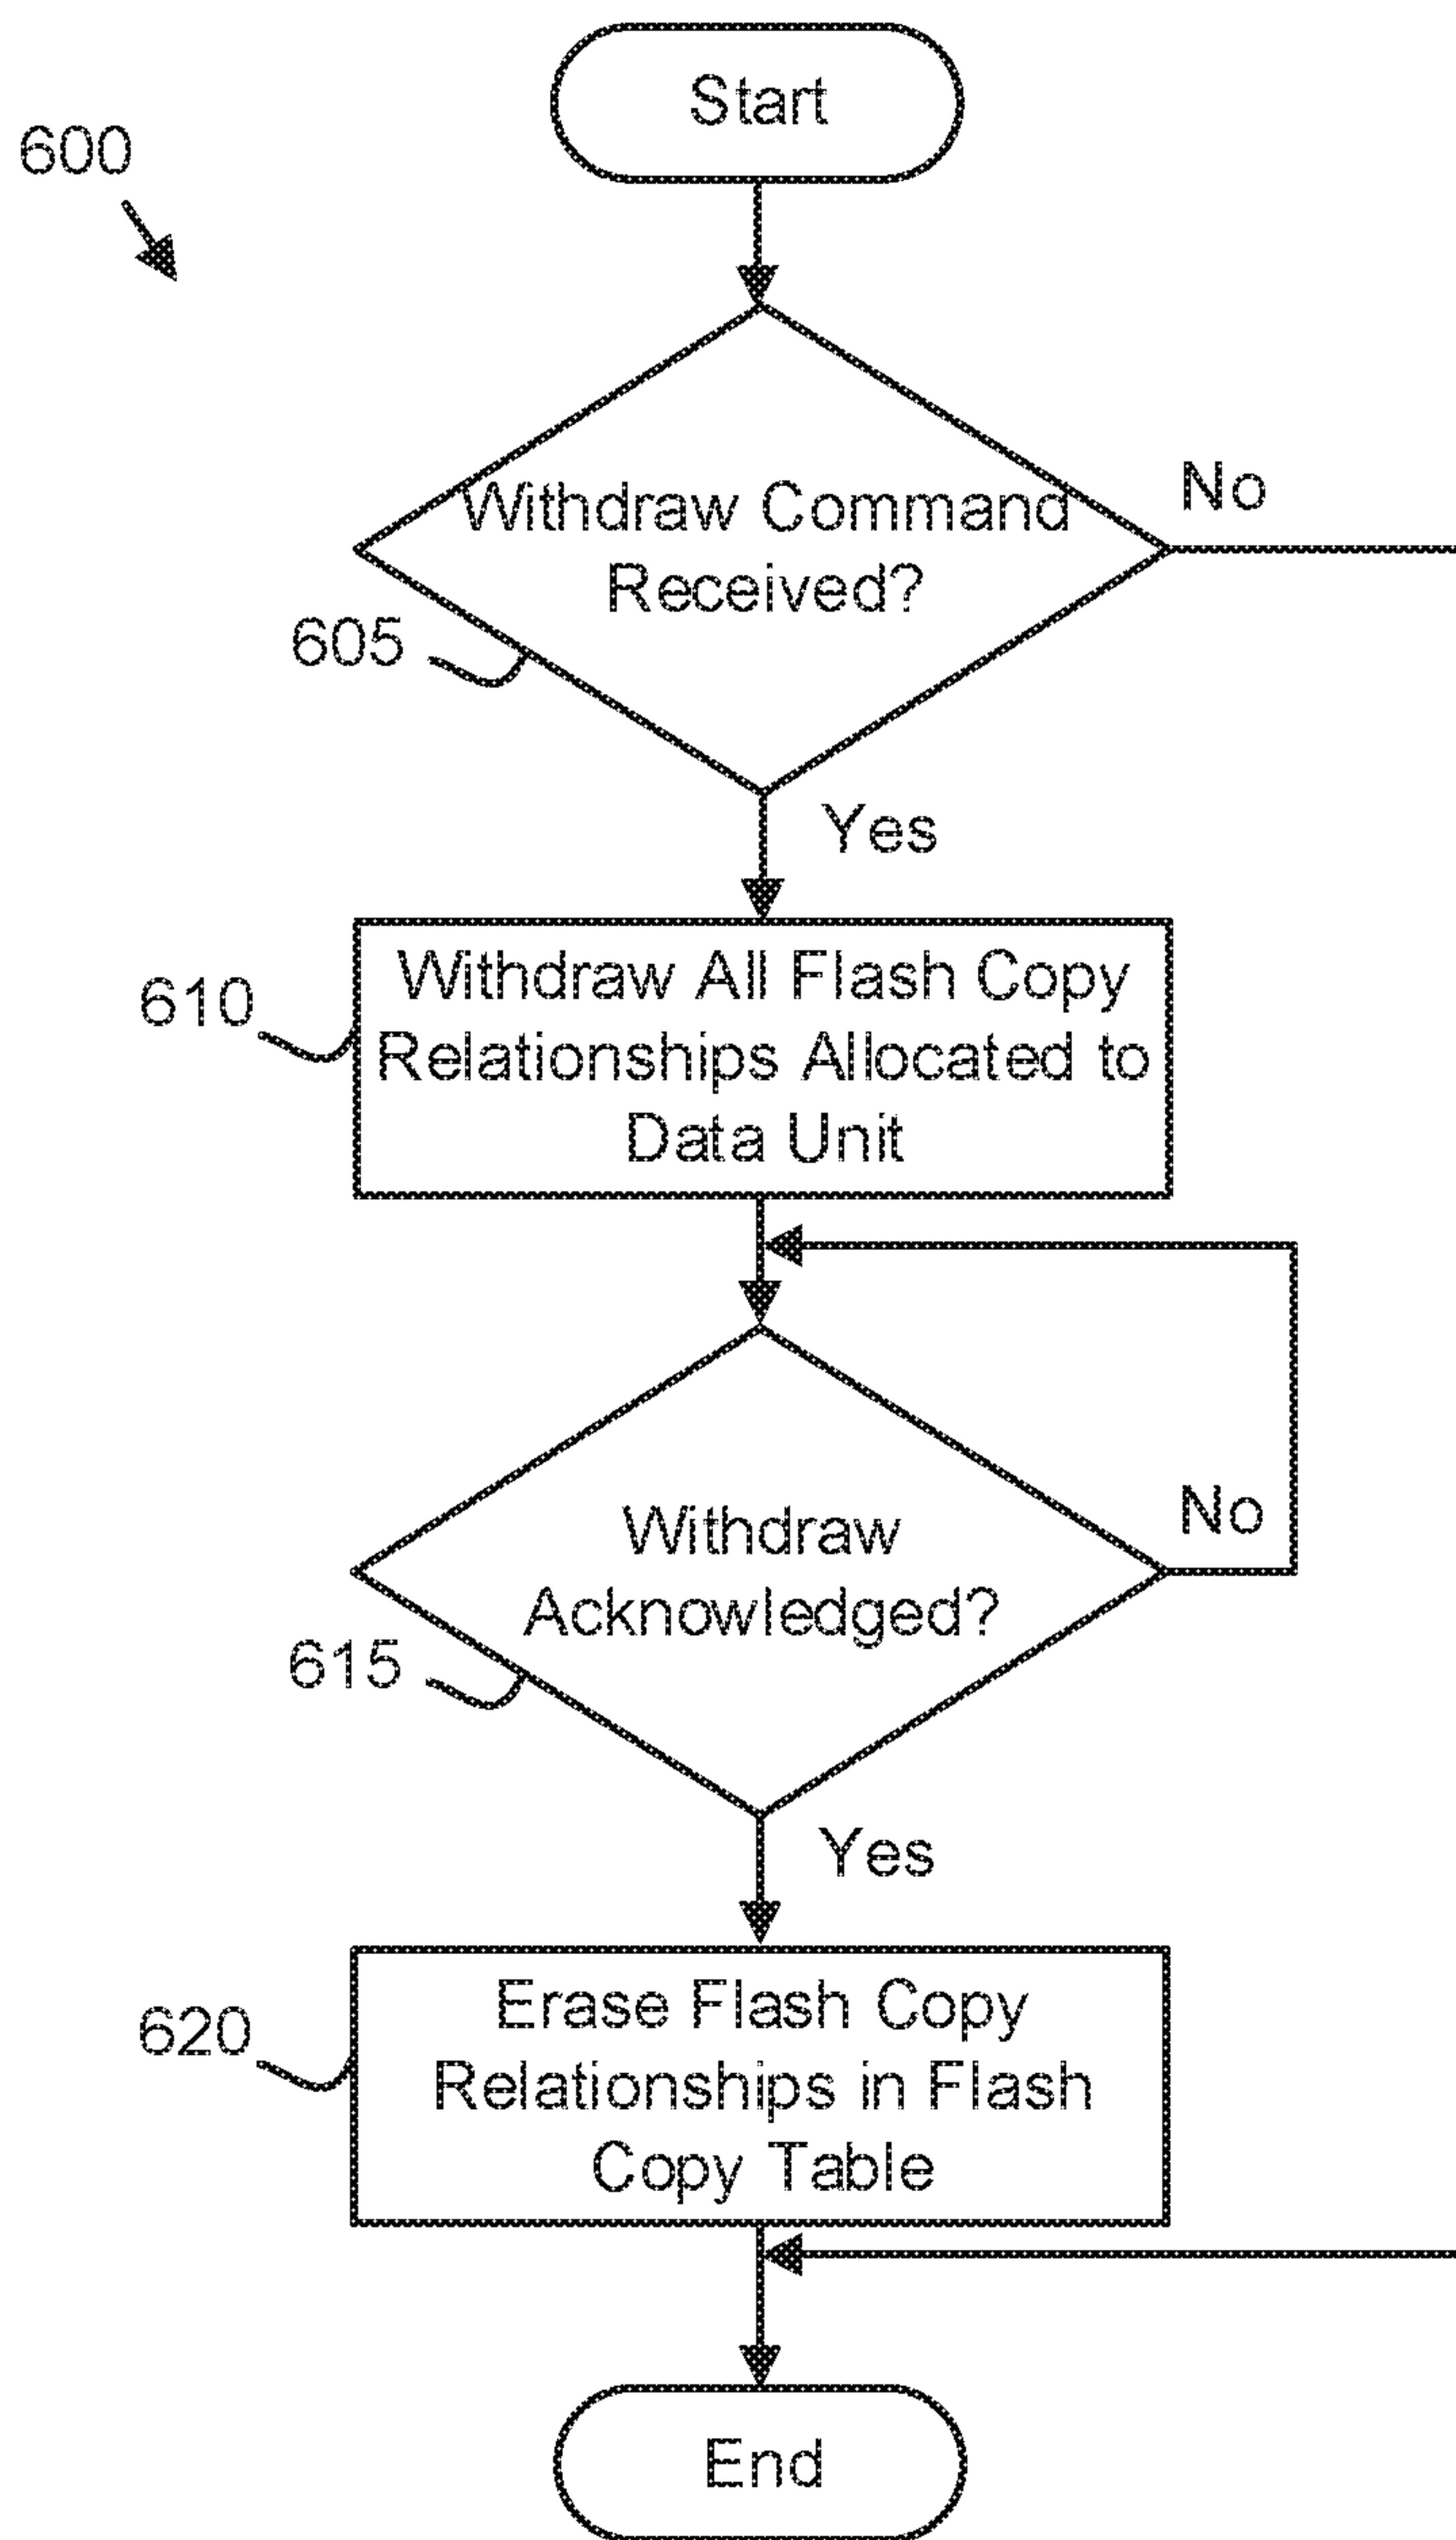 Start
600
Withdraw Command
Received?
No
605
Yes
610
Withdraw All Flash Copy
Relationships Allocated to
Data Unit
Withdraw
Acknowledged?
No
615
Yes
620
Erase Flash Copy
Relationships in Flash
Copy Table
End